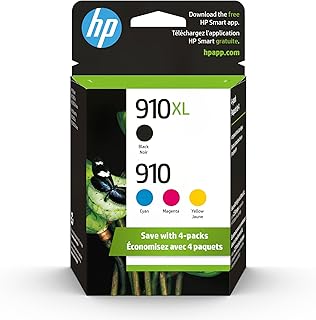 hp
Download the free
HP Smart app.
Téléchargez l'application
HP Smart gratuite.
hpapp.com
910XL
Black
Noir
910
Cyan
Magenta
Yellow
Jaune
Save with 4-packs
Économisez avec 4 paquets